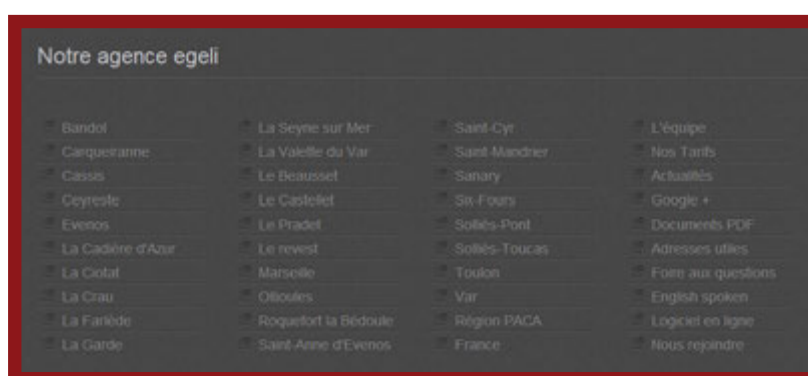 Notre agence egeli
Bandol
Carqueiranne
Cassis
Ceyreste
Evenos
La Cadière d'Azur
La Ciotat
La Crau
La Farlède
La Garde
La Seyne sur Mer
La Valette du Var
Le Beausset
Le Castellet
Le Pradet
Le revest
Marseille
Ollioules
Roquefort la Bédoule
Saint-Anne d'Evenos
Saint-Cyr
Saint-Mandrier
Sanary
Six-Fours
Solliès-Pont
Solliès-Toucas
Toulon
Var
Région PACA
France
L'équipe
Nos Tarifs
Actualités
Google +
Documents PDF
Adresses utiles
Foire aux questions
English spoken
Logiciel en ligne
Nous rejoindre